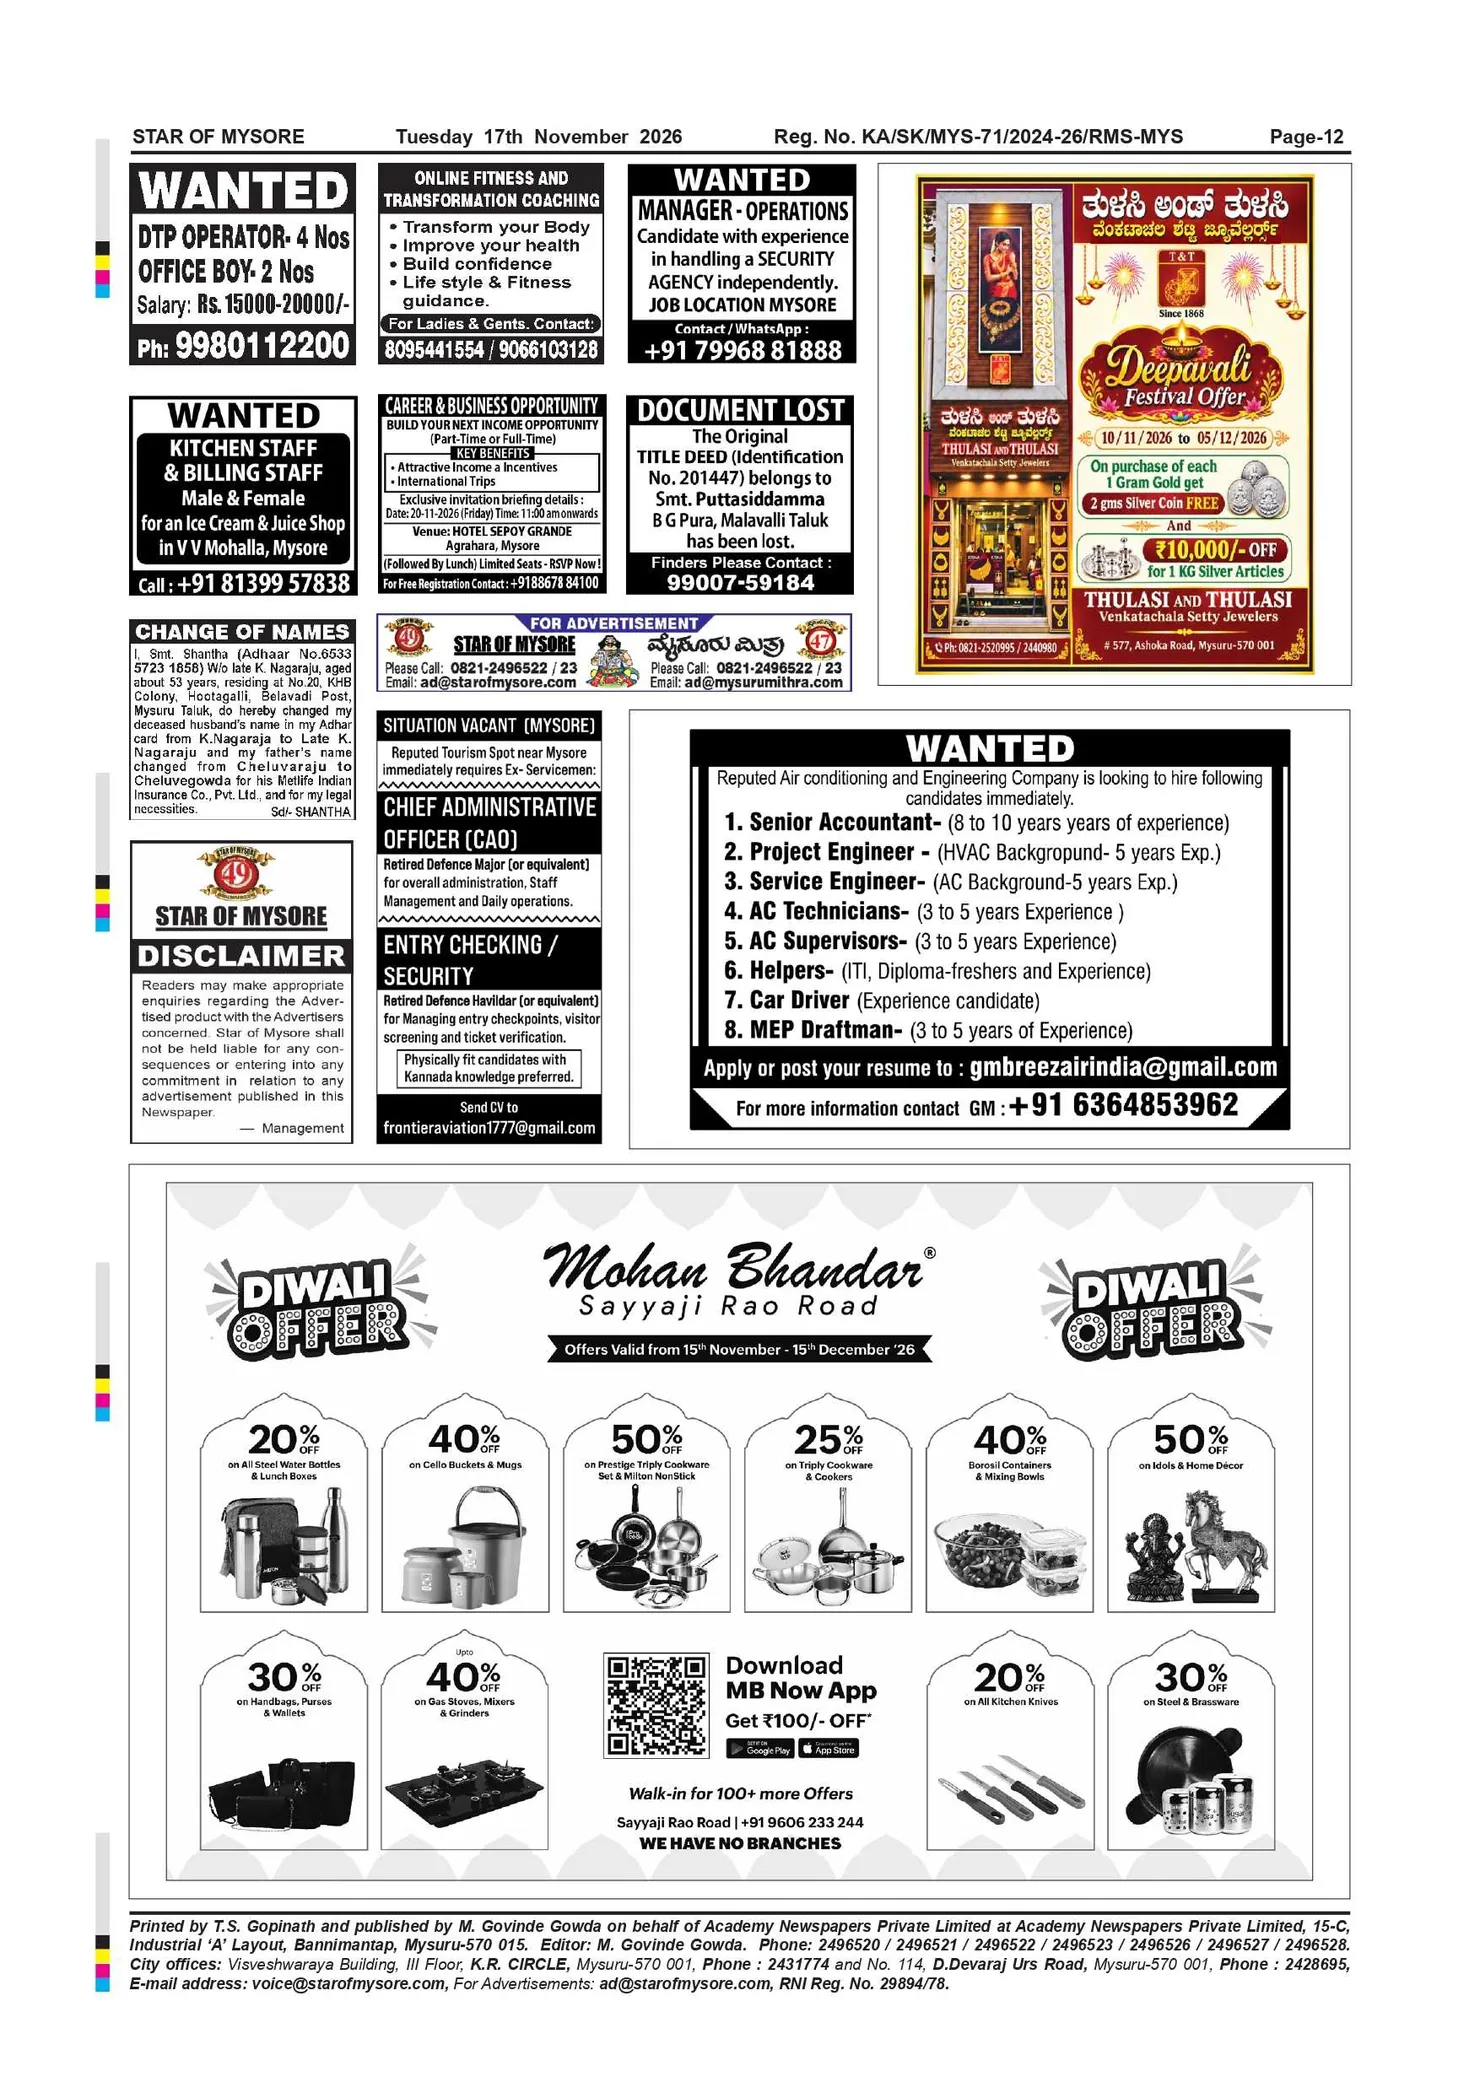 STAR OF MYSORE Tuesday 17th November 2026 Reg. No. KA/SK/MYS-71/2024-26/RMS-MYS Page-12
WANTED
DTP OPERATOR- 4 Nos
OFFICE BOY- 2 Nos
Salary: Rs. 15000-20000/-
Ph: 9980112200
ONLINE FITNESS AND
TRANSFORMATION COACHING
• Transform your Body
• Improve your health
• Build confidence
• Life style & Fitness
guidance.
For Ladies & Gents. Contact:
8095441554 / 9066103128
WANTED
MANAGER - OPERATIONS
Candidate with experience
in handling a SECURITY
AGENCY independently.
JOB LOCATION MYSORE
Contact / WhatsApp :
+91 79968 81888
WANTED
KITCHEN STAFF
& BILLING STAFF
Male & Female
for an Ice Cream & Juice Shop
in V V Mohalla, Mysore
Call : +91 81399 57838
CAREER & BUSINESS OPPORTUNITY
BUILD YOUR NEXT INCOME OPPORTUNITY
(Part-Time or Full-Time)
KEY BENEFITS
• Attractive Income a Incentives
• International Trips
Exclusive invitation briefing details :
Date: 20-11-2026 (Friday) Time: 11:00 am onwards
Venue: HOTEL SEPOY GRANDE
Agrahara, Mysore
(Followed By Lunch) Limited Seats - RSVP Now !
For Free Registration Contact : +9188678 84100
DOCUMENT LOST
The Original
TITLE DEED (Identification
No. 201447) belongs to
Smt. Puttasiddamma
B G Pura, Malavalli Taluk
has been lost.
Finders Please Contact :
99007-59184
ತುಳಸಿ ಅಂಡ್ ತುಳಸಿ
ವೆಂಕಟಾಚಲ ಶೆಟ್ಟಿ ಜ್ಯೂವೆಲ್ಲರ್ಸ್
THULASI AND THULASI
Venkatachala Setty Jewelers
Ph: 0821-2520995 / 2440980
ತುಳಸಿ ಅಂಡ್ ತುಳಸಿ
ವೆಂಕಟಾಚಲ ಶೆಟ್ಟಿ ಜ್ಯೂವೆಲ್ಲರ್ಸ್
T & T
Since 1868
Deepavali
Festival Offer
10/11/2026 to 05/12/2026
On purchase of each
1 Gram Gold get
2 gms Silver Coin FREE
And
₹10,000/- OFF
for 1 KG Silver Articles
THULASI AND THULASI
Venkatachala Setty Jewelers
# 577, Ashoka Road, Mysuru-570 001
CHANGE OF NAMES
I, Smt. Shantha (Adhaar No.6533
5723 1858) W/o late K. Nagaraju, aged
about 53 years, residing at No.20, KHB
Colony, Hootagalli, Belavadi Post,
Mysuru Taluk, do hereby changed my
deceased husband's name in my Adhar
card from K.Nagaraja to Late K.
Nagaraju and my father's name
changed from Cheluvaraju to
Cheluvegowda for his Metlife Indian
Insurance Co., Pvt. Ltd., and for my legal
necessities. Sd/- SHANTHA
FOR ADVERTISEMENT
49
STAR OF MYSORE
Please Call: 0821-2496522 / 23
Email: ad@starofmysore.com
ಮೈಸೂರು ಮಿತ್ರ
47
Please Call: 0821-2496522 / 23
Email: ad@mysurumithra.com
STAR OF MYSORE
49
STAR OF MYSORE
DISCLAIMER
Readers may make appropriate
enquiries regarding the Adver-
tised product with the Advertisers
concerned. Star of Mysore shall
not be held liable for any con-
sequences or entering into any
commitment in relation to any
advertisement published in this
Newspaper.
— Management
SITUATION VACANT (MYSORE)
Reputed Tourism Spot near Mysore
immediately requires Ex- Servicemen:
CHIEF ADMINISTRATIVE
OFFICER (CAO)
Retired Defence Major (or equivalent)
for overall administration, Staff
Management and Daily operations.
ENTRY CHECKING /
SECURITY
Retired Defence Havildar (or equivalent)
for Managing entry checkpoints, visitor
screening and ticket verification.
Physically fit candidates with
Kannada knowledge preferred.
Send CV to
frontieraviation1777@gmail.com
WANTED
Reputed Air conditioning and Engineering Company is looking to hire following
candidates immediately.
1. Senior Accountant- (8 to 10 years years of experience)
2. Project Engineer - (HVAC Backgropund- 5 years Exp.)
3. Service Engineer- (AC Background-5 years Exp.)
4. AC Technicians- (3 to 5 years Experience )
5. AC Supervisors- (3 to 5 years Experience)
6. Helpers- (ITI, Diploma-freshers and Experience)
7. Car Driver (Experience candidate)
8. MEP Draftman- (3 to 5 years of Experience)
Apply or post your resume to : gmbreezairindia@gmail.com
For more information contact GM : +91 6364853962
DIWALI
OFFER
Mohan Bhandar®
Sayyaji Rao Road
Offers Valid from 15th November - 15th December '26
DIWALI
OFFER
20% OFF
on All Steel Water Bottles
& Lunch Boxes
40% OFF
on Cello Buckets & Mugs
50% OFF
on Prestige Triply Cookware
Set & Milton NonStick
25% OFF
on Triply Cookware
& Cookers
40% OFF
Borosil Containers
& Mixing Bowls
50% OFF
on Idols & Home Décor
30% OFF
on Handbags, Purses
& Wallets
Upto
40% OFF
on Gas Stoves, Mixers
& Grinders
Download
MB Now App
Get ₹100/- OFF*
GET IT ON
Google Play
Download on the
App Store
Walk-in for 100+ more Offers
Sayyaji Rao Road | +91 9606 233 244
WE HAVE NO BRANCHES
20% OFF
on All Kitchen Knives
30% OFF
on Steel & Brassware
Printed by T.S. Gopinath and published by M. Govinde Gowda on behalf of Academy Newspapers Private Limited at Academy Newspapers Private Limited, 15-C,
Industrial 'A' Layout, Bannimantap, Mysuru-570 015. Editor: M. Govinde Gowda. Phone: 2496520 / 2496521 / 2496522 / 2496523 / 2496526 / 2496527 / 2496528.
City offices: Visveshwaraya Building, III Floor, K.R. CIRCLE, Mysuru-570 001, Phone : 2431774 and No. 114, D.Devaraj Urs Road, Mysuru-570 001, Phone : 2428695,
E-mail address: voice@starofmysore.com, For Advertisements: ad@starofmysore.com, RNI Reg. No. 29894/78.